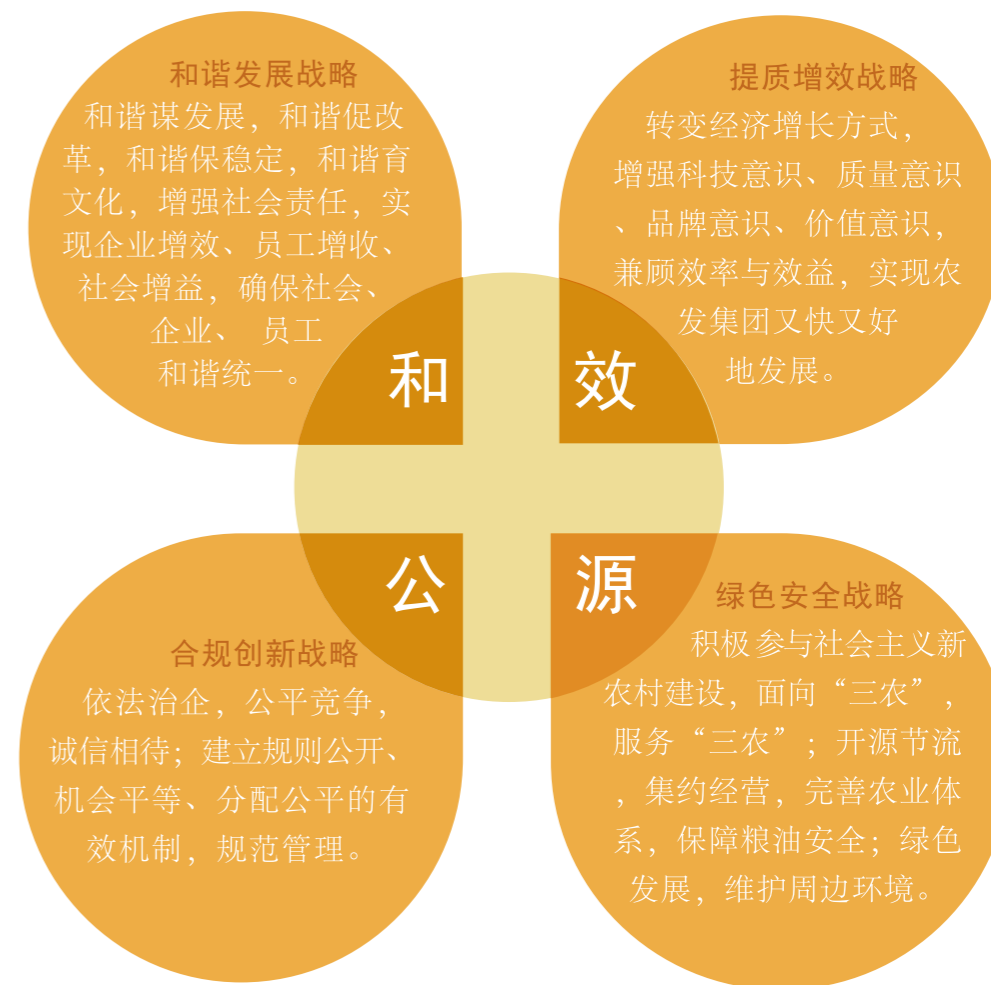 和谐发展战略
和谐谋发展，和谐促改
革，和谐保稳定，和谐育
文化，增强社会责任，实
现企业增效、员工增收、
社会增益，确保社会、
企业、 员工
和谐统一。
和
提质增效战略
转变经济增长方式，
增强科技意识、质量意识
、品牌意识、价值意识，
兼顾效率与效益，实现农
发集团又快又好
地发展。
效
公
合规创新战略
依法治企，公平竞争，
诚信相待；建立规则公开、
机会平等、分配公平的有
效机制，规范管理。
源
绿色安全战略
积极参与社会主义新
农村建设，面向“三农”，
服务“三农”；开源节流
，集约经营，完善农业体
系，保障粮油安全；绿色
发展，维护周边环境。